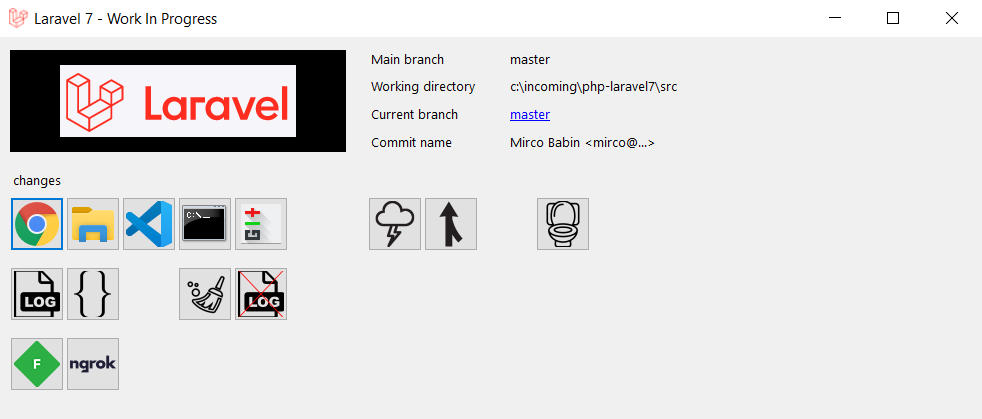 Laravel 7 - Work In Progress
Laravel
Main branch master
Working directory c:\incoming\php-laravel7\src
Current branch master
Commit name Mirco Babin <mirco@...>
changes
C:\_
G
LOG { } LOG
F ngrok